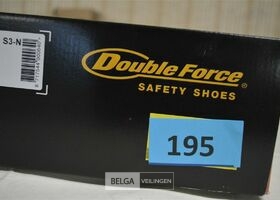 S3-N
Double Force
SAFETY SHOES
195
BELGA VEILINGEN